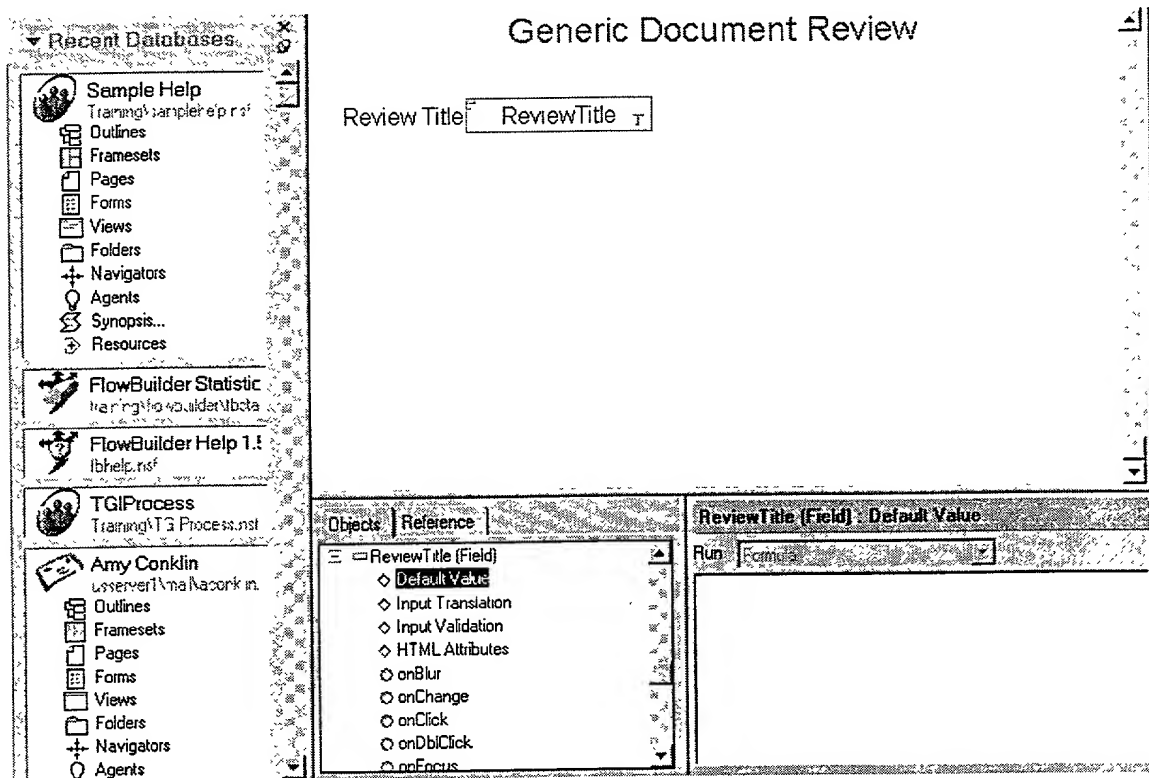 Recent Databases
Sample Help
Outlines
Framesets
Pages
Forms
Views
Folders
Navigators
Agents
Synopsis...
Resources
FlowBuilder Statistic
FlowBuilder Help 1.5
fbhelp.nsf
TGIProcess
Training\TG Process.nsf
Amy Conklin
Outlines
Framesets
Pages
Forms
Views
Folders
Navigators
Agents
Generic Document Review
Review Title ReviewTitle T
Objects Reference
ReviewTitle (Field)
Default Value
Input Translation
Input Validation
HTML Attributes
onBlur
onChange
onClick
onDblClick
onFocus
ReviewTitle (Field) : Default Value
Run Formula